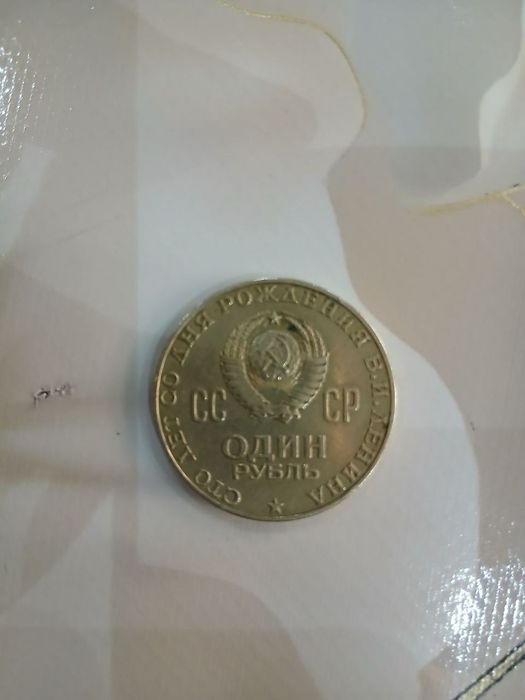 СТО ЛЕТ СО ДНЯ РОЖДЕНИЯ В.И.ЛЕНИНА
СС СР
ОДИН
РУБЛЬ